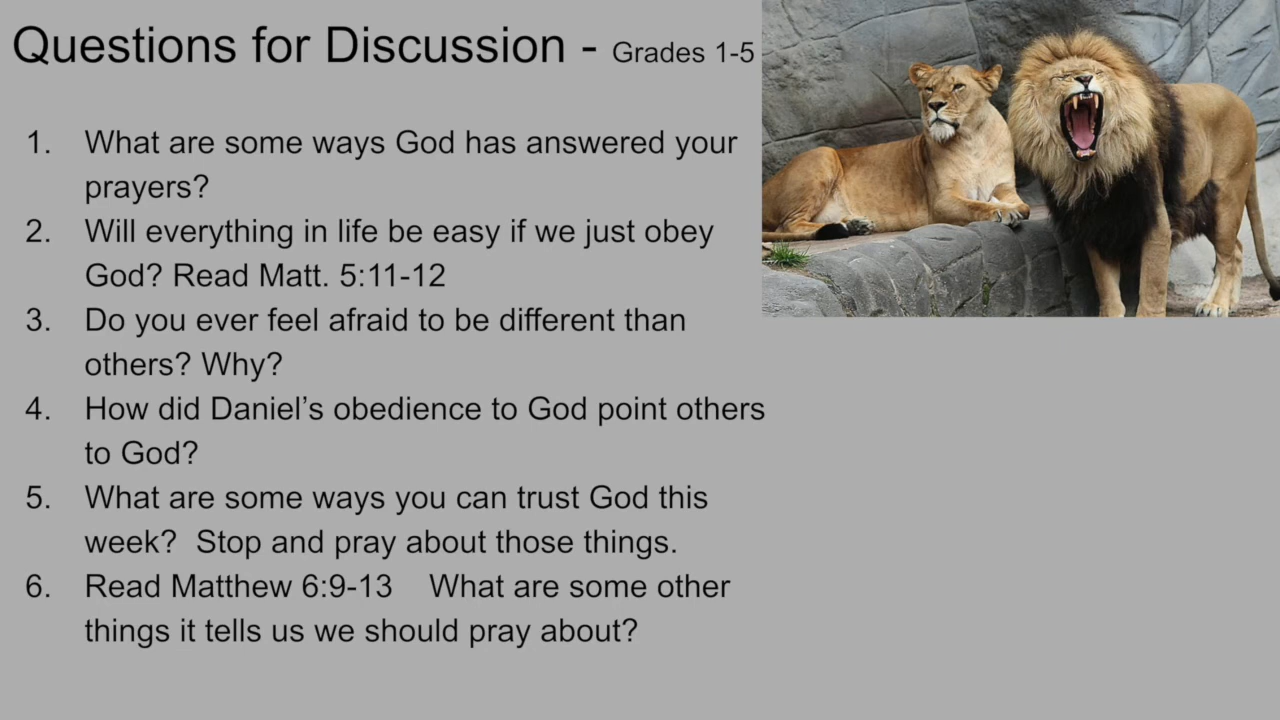 Questions for Discussion - Grades 1-5
1. What are some ways God has answered your
prayers?
2. Will everything in life be easy if we just obey
God? Read Matt. 5:11-12
3. Do you ever feel afraid to be different than
others? Why?
4. How did Daniel’s obedience to God point others
to God?
5. What are some ways you can trust God this
week?  Stop and pray about those things.
6. Read Matthew 6:9-13    What are some other
things it tells us we should pray about?